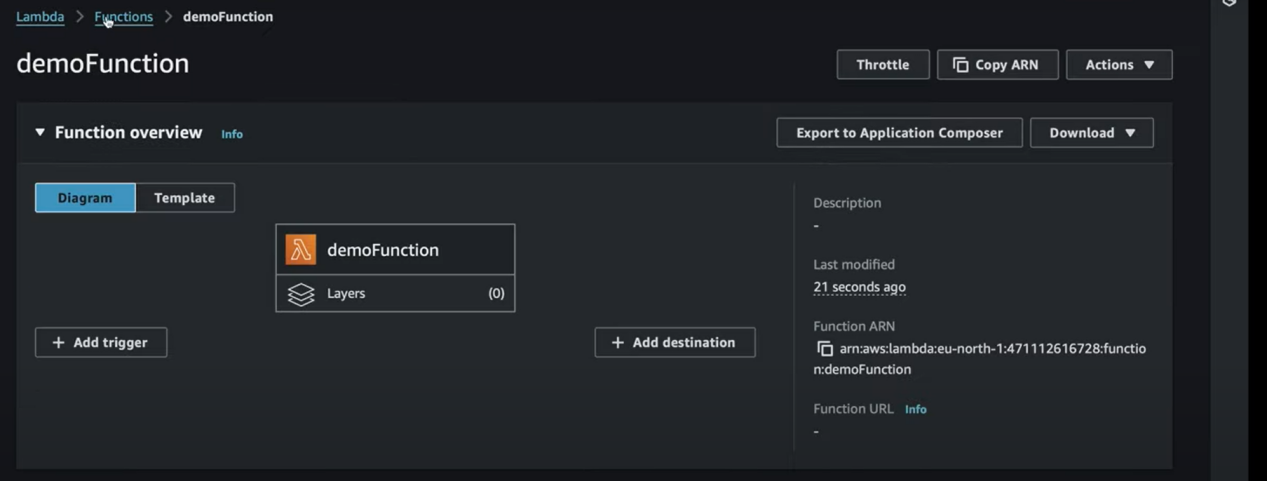 Lambda > Functions > demoFunction
demoFunction
Throttle Copy ARN Actions ▼
▼ Function overview Info
Export to Application Composer Download ▼
Diagram Template
demoFunction
Layers (0)
+ Add trigger
+ Add destination
Description
-
Last modified
21 seconds ago
Function ARN
arn:aws:lambda:eu-north-1:471112616728:functio
n:demoFunction
Function URL Info
-